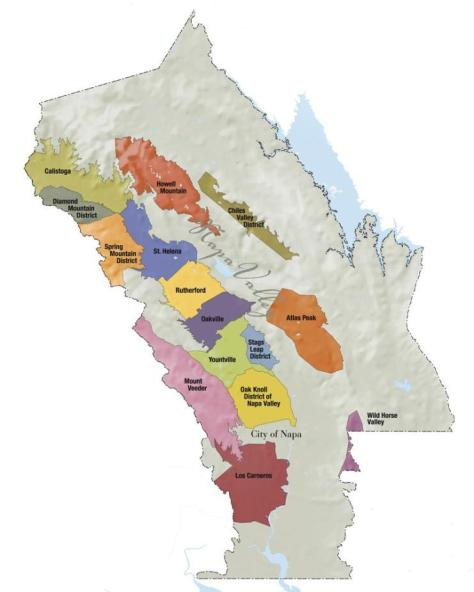 Calistoga
Howell
Mountain
Diamond
Mountain
District
Chiles
Valley
District
Spring
Mountain
District
St. Helena
Napa Valley
Rutherford
Oakville
Atlas Peak
Stags
Leap
District
Yountville
Mount
Veeder
Oak Knoll
District of
Napa Valley
Wild Horse
Valley
City of Napa
Los Carneros